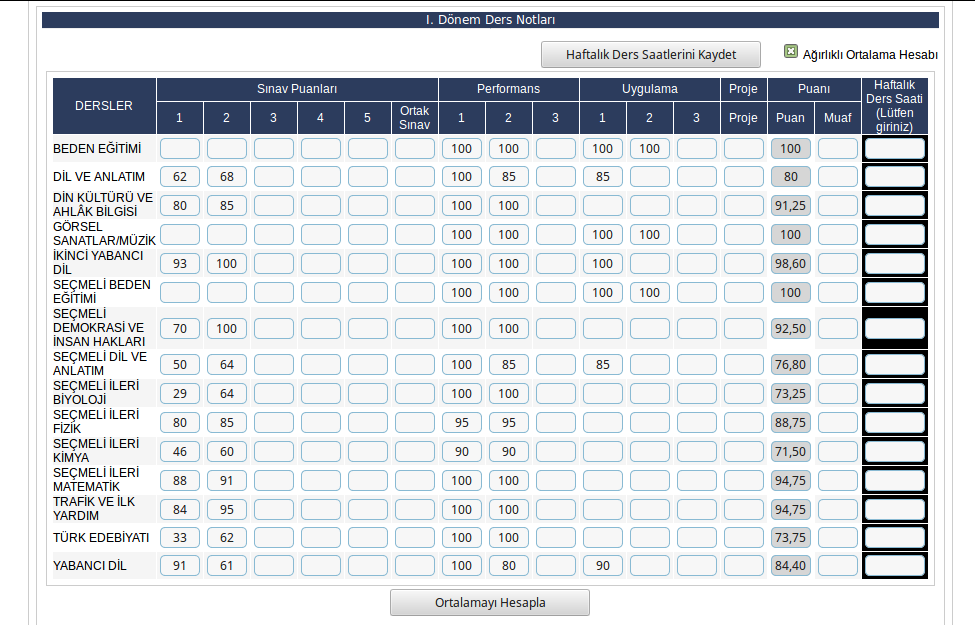 I. Dönem Ders Notları
Haftalık Ders Saatlerini Kaydet Ağırlıklı Ortalama Hesabı
DERSLER Sınav Puanları Performans Uygulama Proje Puanı Haftalık Ders Saati (Lütfen giriniz)
1 2 3 4 5 Ortak Sınav 1 2 3 1 2 3 Proje Puan Muaf
BEDEN EĞİTİMİ 100 100 100 100 100
DİL VE ANLATIM 62 68 100 85 85 80
DİN KÜLTÜRÜ VE
AHLÂK BİLGİSİ 80 85 100 100 91,25
GÖRSEL
SANATLAR/MÜZİK 100 100 100 100 100
İKİNCİ YABANCI
DİL 93 100 100 100 100 98,60
SEÇMELİ BEDEN
EĞİTİMİ 100 100 100 100 100
SEÇMELİ
DEMOKRASİ VE
İNSAN HAKLARI 70 100 100 100 92,50
SEÇMELİ DİL VE
ANLATIM 50 64 100 85 85 76,80
SEÇMELİ İLERİ
BİYOLOJİ 29 64 100 100 73,25
SEÇMELİ İLERİ
FİZİK 80 85 95 95 88,75
SEÇMELİ İLERİ
KİMYA 46 60 90 90 71,50
SEÇMELİ İLERİ
MATEMATİK 88 91 100 100 94,75
TRAFİK VE İLK
YARDIM 84 95 100 100 94,75
TÜRK EDEBİYATI 33 62 100 100 73,75
YABANCI DİL 91 61 100 80 90 84,40
Ortalamayı Hesapla